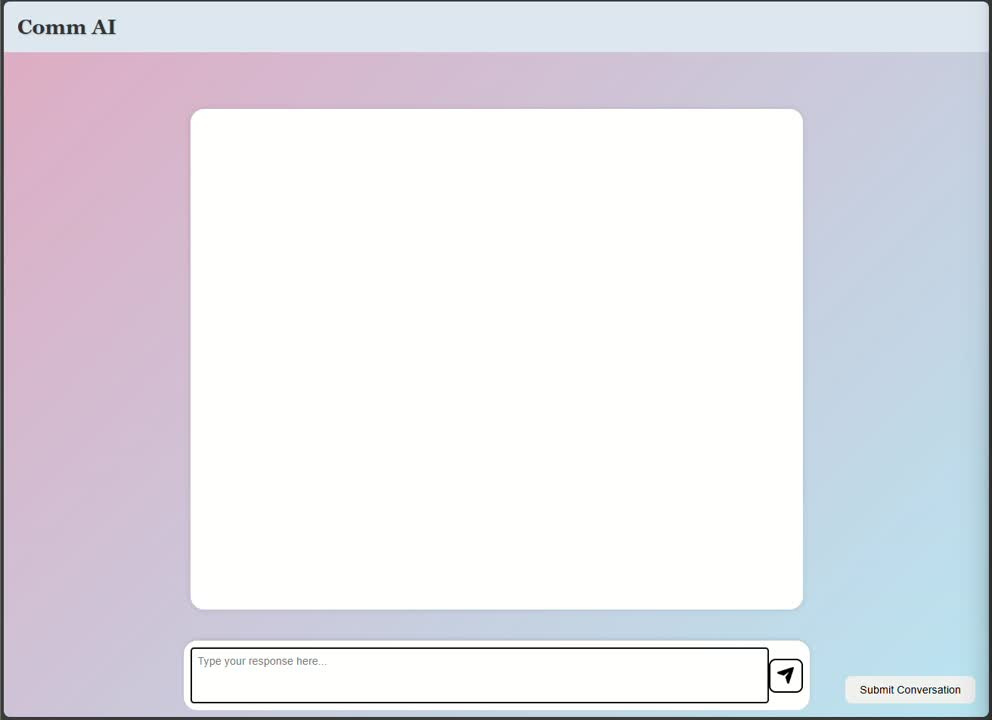 Comm AI
Type your response here...
Submit Conversation